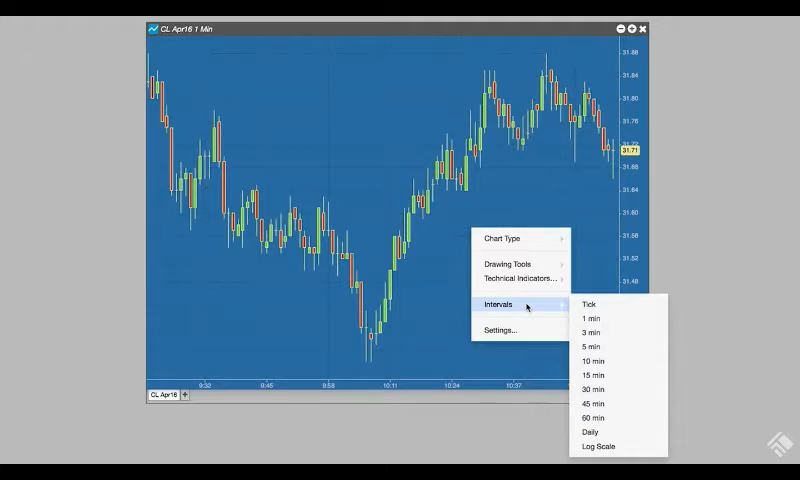 CL Apr16 1 Min
31.88
31.84
31.80
31.76
31.72
31.71
31.68
31.64
31.60
31.56
31.52
31.48
Chart Type
Drawing Tools
Technical Indicators...
Intervals
Settings...
Tick
1 min
3 min
5 min
10 min
15 min
30 min
45 min
60 min
Daily
Log Scale
9:32
9:45
9:58
10:11
10:24
10:37
CL Apr16